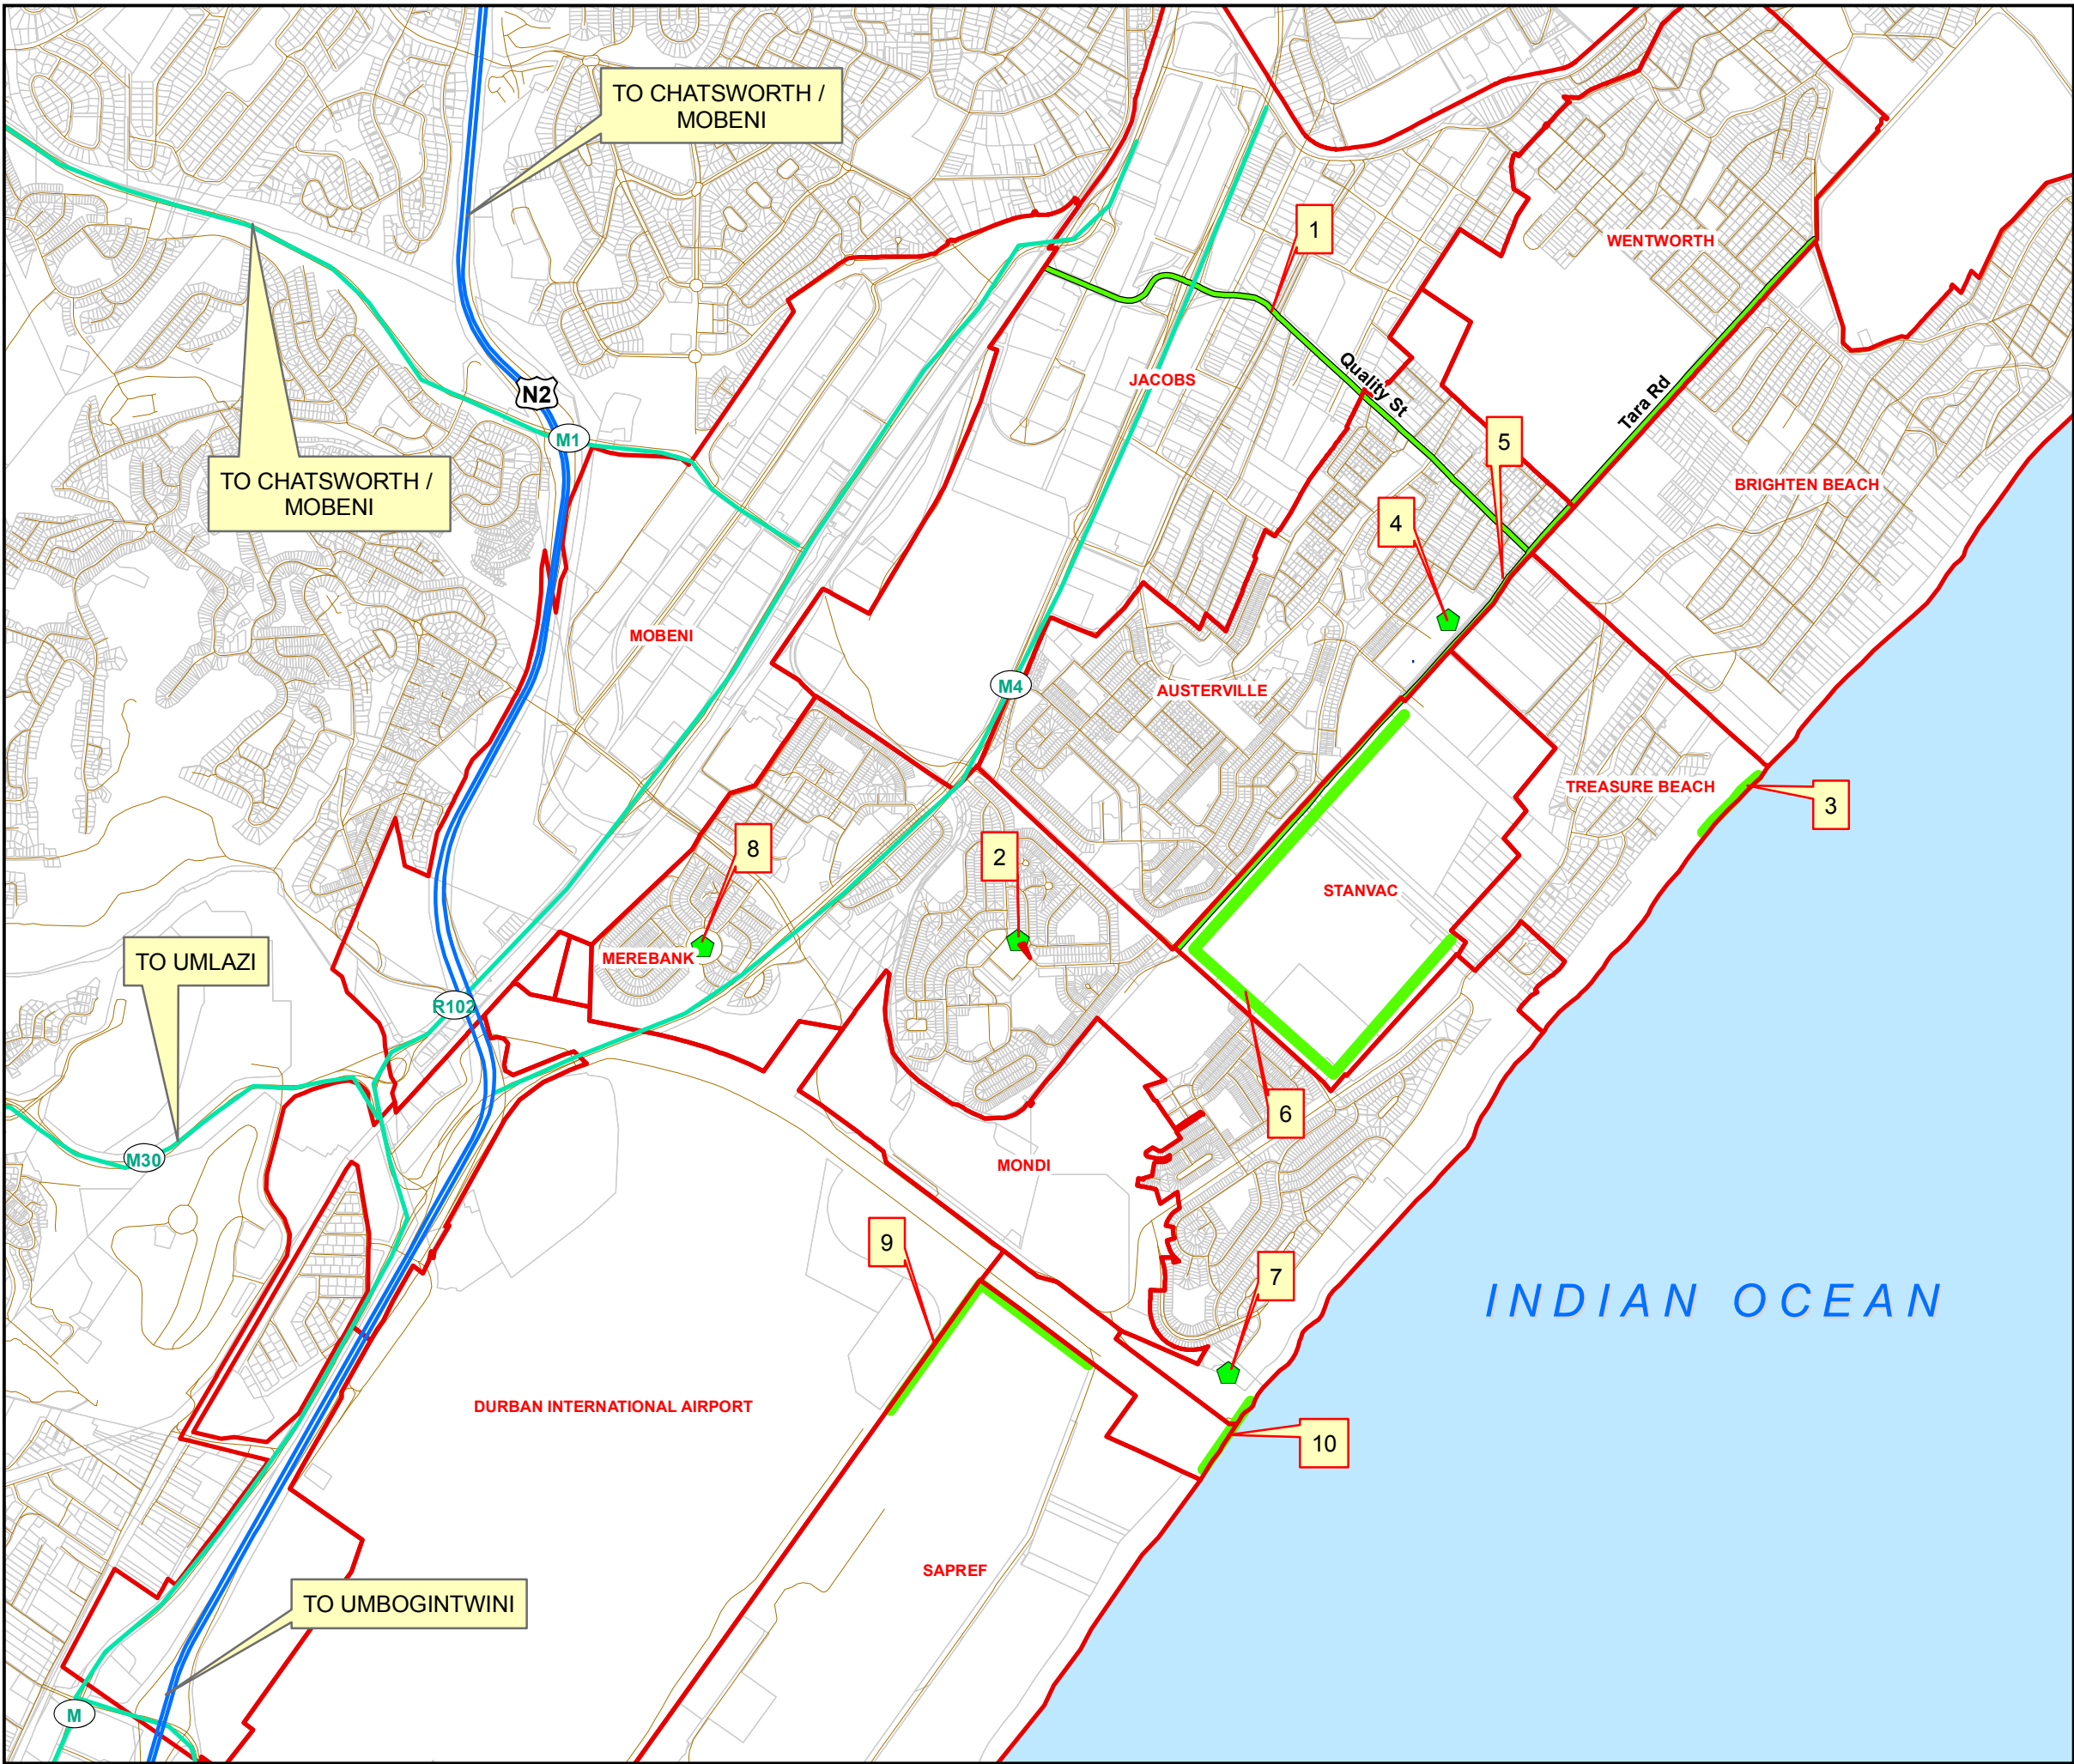 TO CHATSWORTH /
MOBENI
1
WENTWORTH
Quality St
JACOBS
Tara Rd
N2
M1
5
TO CHATSWORTH /
MOBENI
BRIGHTEN BEACH
4
MOBENI
M4
AUSTERVILLE
TREASURE BEACH
3
8
2
STANVAC
TO UMLAZI
MEREBANK
R102
6
M30
MONDI
9
7
INDIAN OCEAN
DURBAN INTERNATIONAL AIRPORT
10
SAPREF
TO UMBOGINTWINI
M